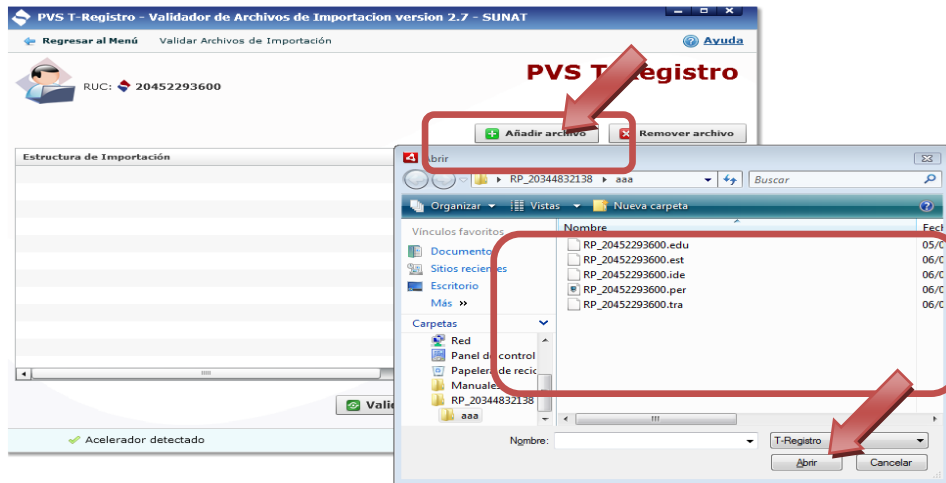 PVS T-Registro - Validador de Archivos de Importacion version 2.7 - SUNAT
Regresar al Menú Validar Archivos de Importación Ayuda
PVS T-Registro
RUC: 20452293600
Añadir archivo Remover archivo
Estructura de Importación
Abrir
RP_20344832138 aaa Buscar
Organizar Vistas Nueva carpeta
Vínculos favoritos
Documentos
Sitios recientes
Escritorio
Más »
Carpetas
Red
Panel de control
Papelera de recic
Manuales
RP_20344832138
aaa
Nombre Fech
RP_20452293600.edu 05/0
RP_20452293600.est 06/0
RP_20452293600.ide 06/0
RP_20452293600.per 06/0
RP_20452293600.tra 06/0
Vali
Nombre: T-Registro
Abrir Cancelar
Acelerador detectado